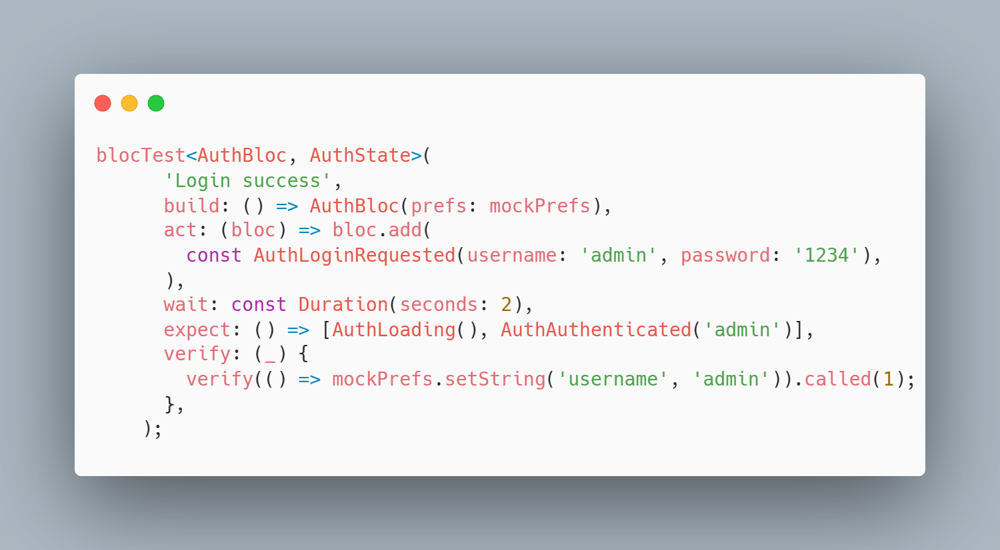 blocTest<AuthBloc, AuthState>(
      'Login success',
      build: () => AuthBloc(prefs: mockPrefs),
      act: (bloc) => bloc.add(
        const AuthLoginRequested(username: 'admin', password: '1234'),
      ),
      wait: const Duration(seconds: 2),
      expect: () => [AuthLoading(), AuthAuthenticated('admin')],
      verify: (_) {
        verify(() => mockPrefs.setString('username', 'admin')).called(1);
      },
    );